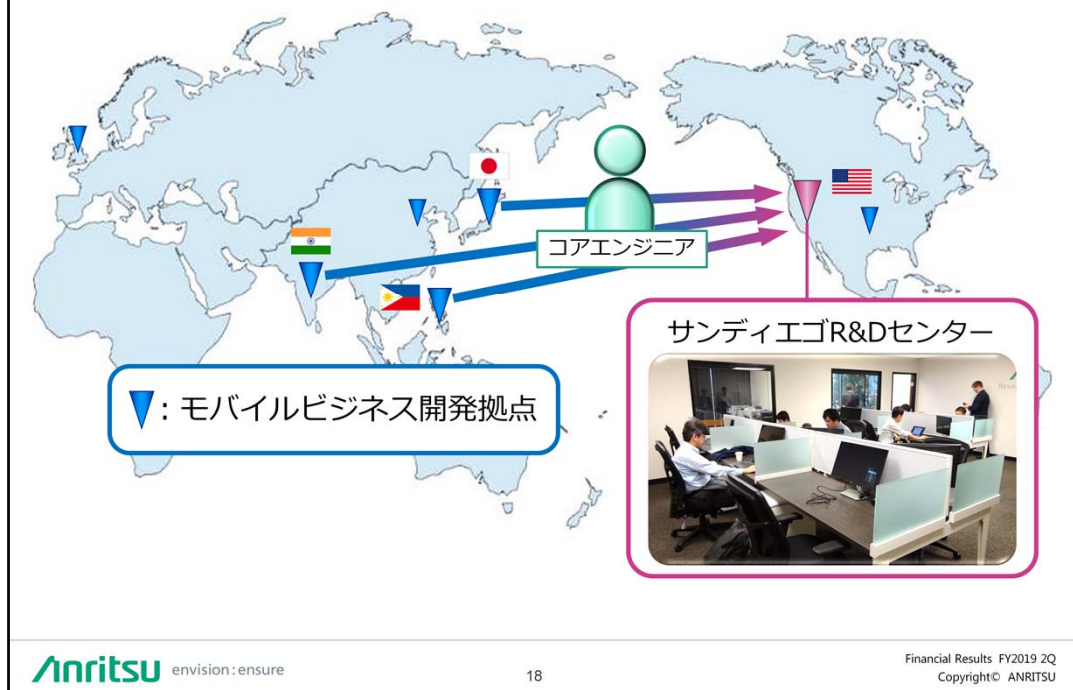 コアエンジニア
サンディエゴR&Dセンター
：モバイルビジネス開発拠点
Anritsu envision : ensure
18
Financial Results FY2019 2Q
Copyright© ANRITSU